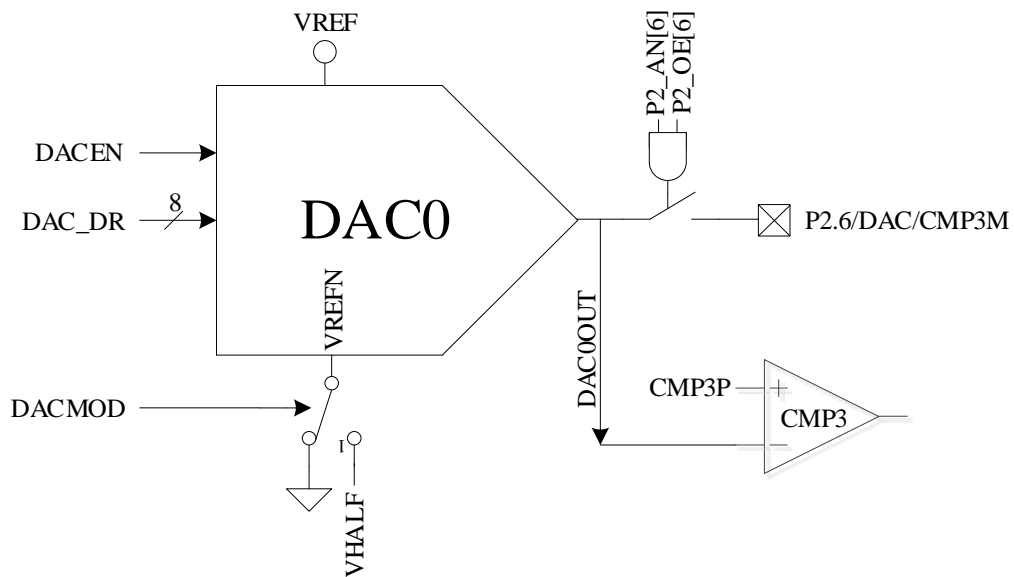 VREF
P2_AN[6]
P2_OE[6]
DACEN
8
DAC_DR
DAC0
P2.6/DAC/CMP3M
VREFN
DAC0OUT
CMP3P
+
CMP3
DACMOD
1
VHALF